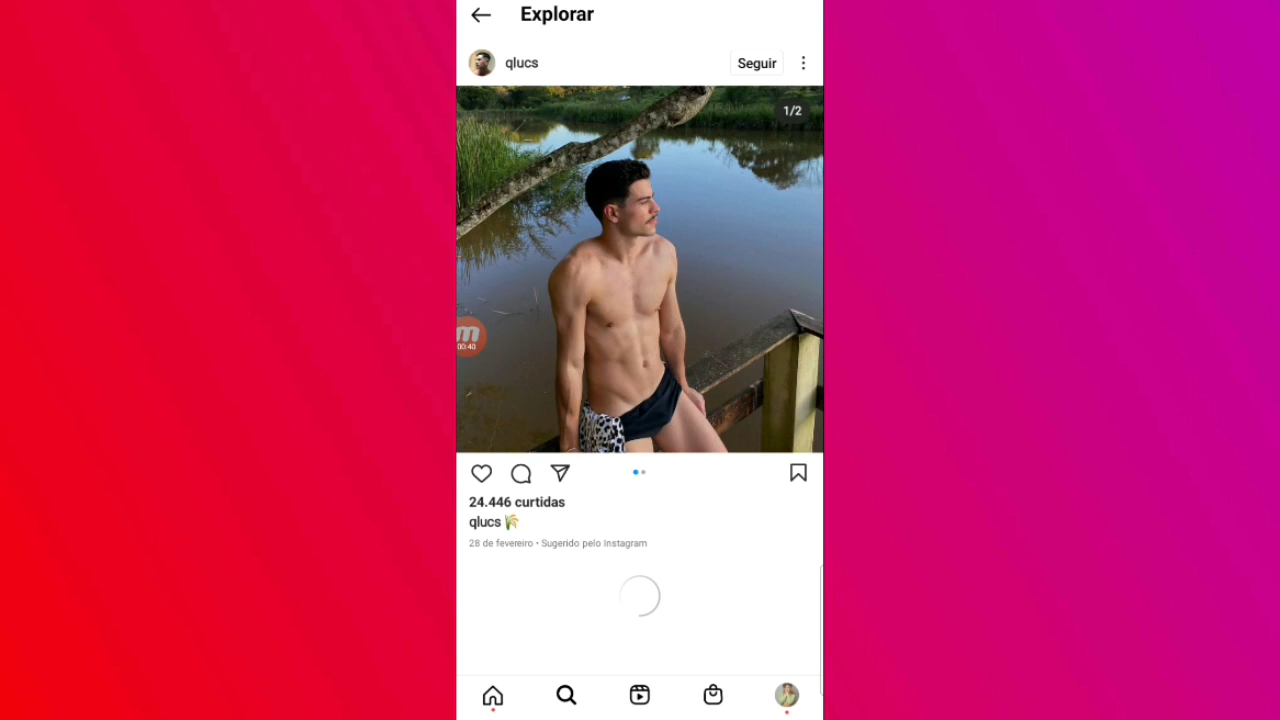 Explorar
qlucs
Seguir
1/2
m
00:40
24.446 curtidas
qlucs
28 de fevereiro • Sugerido pelo Instagram